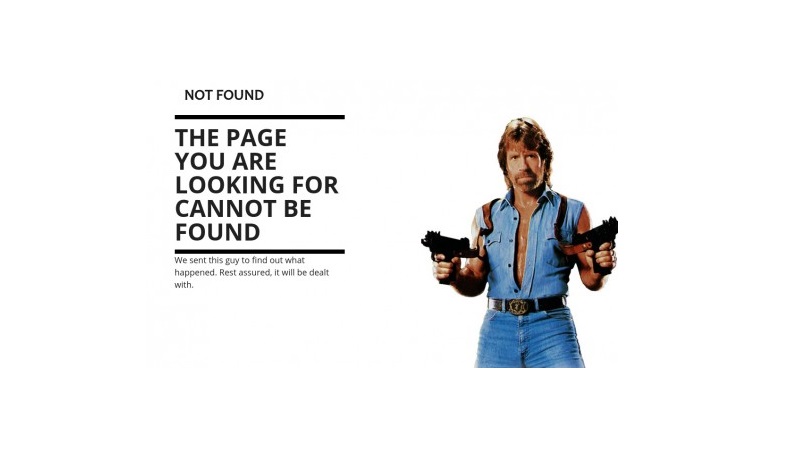 NOT FOUND
THE PAGE
YOU ARE
LOOKING FOR
CANNOT BE
FOUND
We sent this guy to find out what
happened. Rest assured, it will be dealt
with.